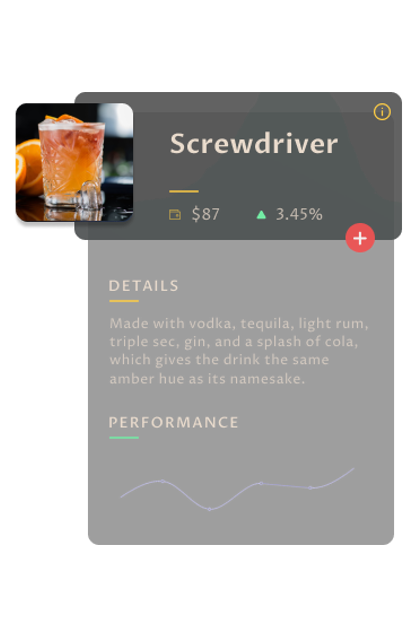 Screwdriver
$87
3.45%
DETAILS
Made with vodka, tequila, light rum,
triple sec, gin, and a splash of cola,
which gives the drink the same
amber hue as its namesake.
PERFORMANCE